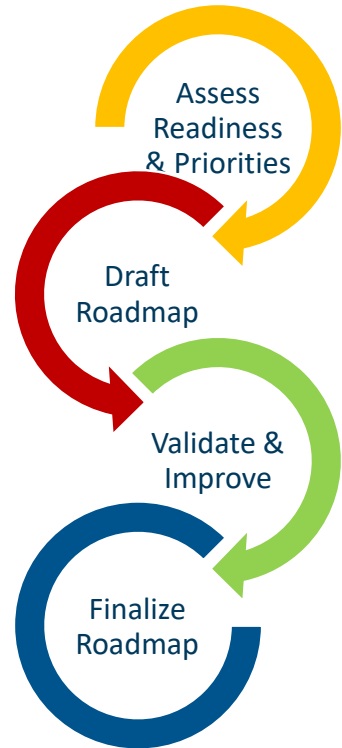 Assess
Readiness
& Priorities
Draft
Roadmap
Validate &
Improve
Finalize
Roadmap